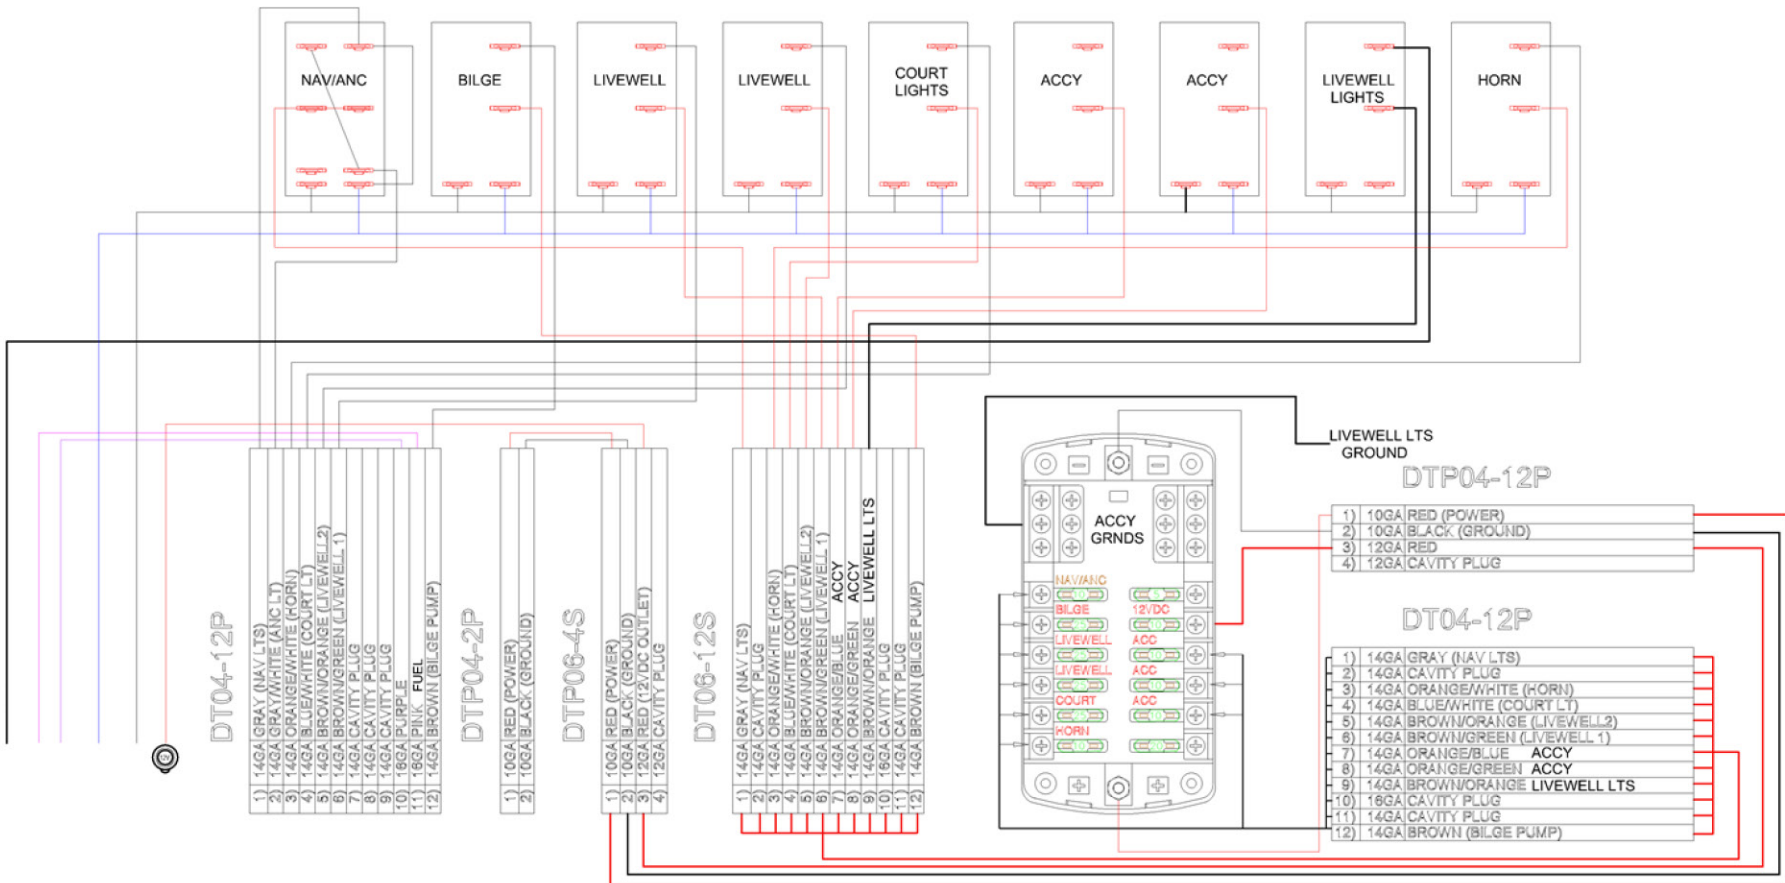 NAV/ANC
BILGE
LIVEWELL
LIVEWELL
COURT
LIGHTS
ACCY
ACCY
LIVEWELL
LIGHTS
HORN
DT04-12P
1) 14GA GRAY (NAV LTS)
2) 14GA GRAY/WHITE (ANC LT)
3) 14GA ORANGE/WHITE (HORN)
4) 14GA BLUE/WHITE (COURT LT)
5) 14GA BROWN/ORANGE (LIVEWELL2)
6) 14GA BROWN/GREEN (LIVEWELL 1)
7) 14GA CAVITY PLUG
8) 14GA CAVITY PLUG
9) 14GA CAVITY PLUG
10) 16GA PURPLE
11) 16GA PINK FUEL
12) 14GA BROWN (BILGE PUMP)
DTP04-2P
1) 10GA RED (POWER)
2) 10GA BLACK (GROUND)
DTP06-4S
1) 10GA RED (POWER)
2) 10GA BLACK (GROUND)
3) 12GA RED (12VDC OUTLET)
4) 12GA CAVITY PLUG
DT06-12S
1) 14GA GRAY (NAV LTS)
2) 14GA CAVITY PLUG
3) 14GA ORANGE/WHITE (HORN)
4) 14GA BLUE/WHITE (COURT LT)
5) 14GA BROWN/ORANGE (LIVEWELL2)
6) 14GA BROWN/GREEN (LIVEWELL 1)
7) 14GA ORANGE/BLUE ACCY
8) 14GA ORANGE/GREEN ACCY
9) 14GA BROWN/ORANGE LIVEWELL LTS
10) 16GA CAVITY PLUG
11) 14GA CAVITY PLUG
12) 14GA BROWN (BILGE PUMP)
ACCY
GRNDS
NAV/ANC
BILGE 12VDC
LIVEWELL ACC
LIVEWELL ACC
COURT ACC
HORN
LIVEWELL LTS
GROUND
DTP04-12P
1) 10GA RED (POWER)
2) 10GA BLACK (GROUND)
3) 12GA RED
4) 12GA CAVITY PLUG
DT04-12P
1) 14GA GRAY (NAV LTS)
2) 14GA CAVITY PLUG
3) 14GA ORANGE/WHITE (HORN)
4) 14GA BLUE/WHITE (COURT LT)
5) 14GA BROWN/ORANGE (LIVEWELL2)
6) 14GA BROWN/GREEN (LIVEWELL 1)
7) 14GA ORANGE/BLUE ACCY
8) 14GA ORANGE/GREEN ACCY
9) 14GA BROWN/ORANGE LIVEWELL LTS
10) 16GA CAVITY PLUG
11) 14GA CAVITY PLUG
12) 14GA BROWN (BILGE PUMP)